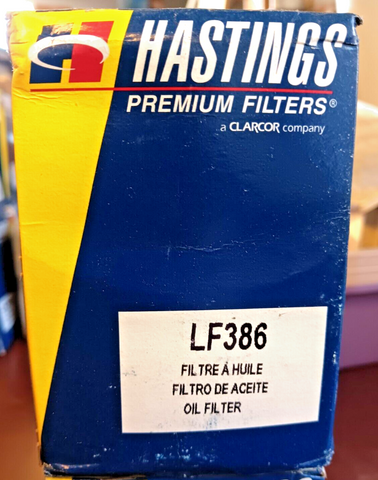 HASTINGS
PREMIUM FILTERS®
a CLARCOR company
LF386
FILTRE À HUILE
FILTRO DE ACEITE
OIL FILTER